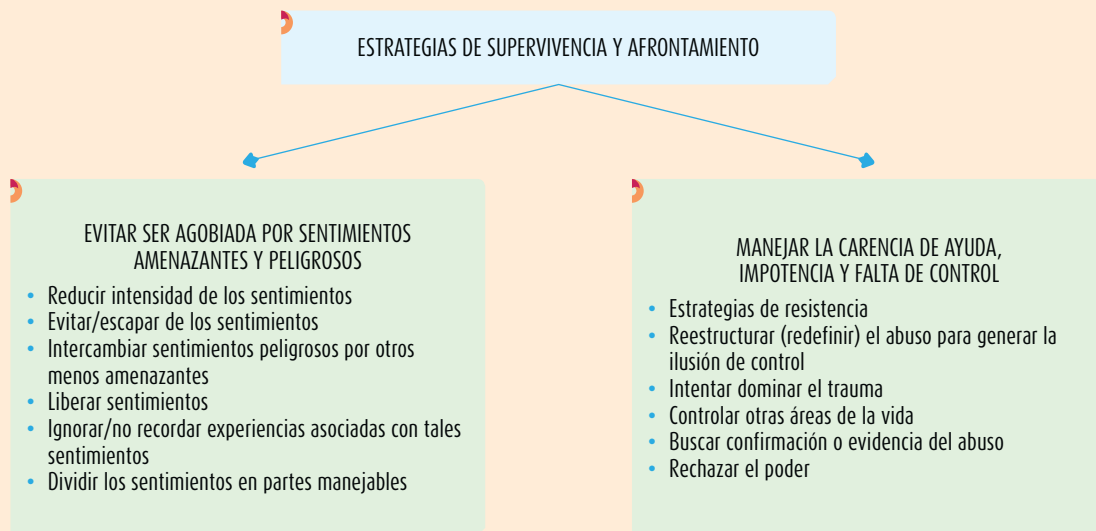 ESTRATEGIAS DE SUPERVIVENCIA Y AFRONTAMIENTO
EVITAR SER AGOBIADA POR SENTIMIENTOS
AMENAZANTES Y PELIGROSOS
• Reducir intensidad de los sentimientos
• Evitar/escapar de los sentimientos
• Intercambiar sentimientos peligrosos por otros
menos amenazantes
• Liberar sentimientos
• Ignorar/no recordar experiencias asociadas con tales
sentimientos
• Dividir los sentimientos en partes manejables
MANEJAR LA CARENCIA DE AYUDA,
IMPOTENCIA Y FALTA DE CONTROL
• Estrategias de resistencia
• Reestructurar (redefinir) el abuso para generar la
ilusión de control
• Intentar dominar el trauma
• Controlar otras áreas de la vida
• Buscar confirmación o evidencia del abuso
• Rechazar el poder